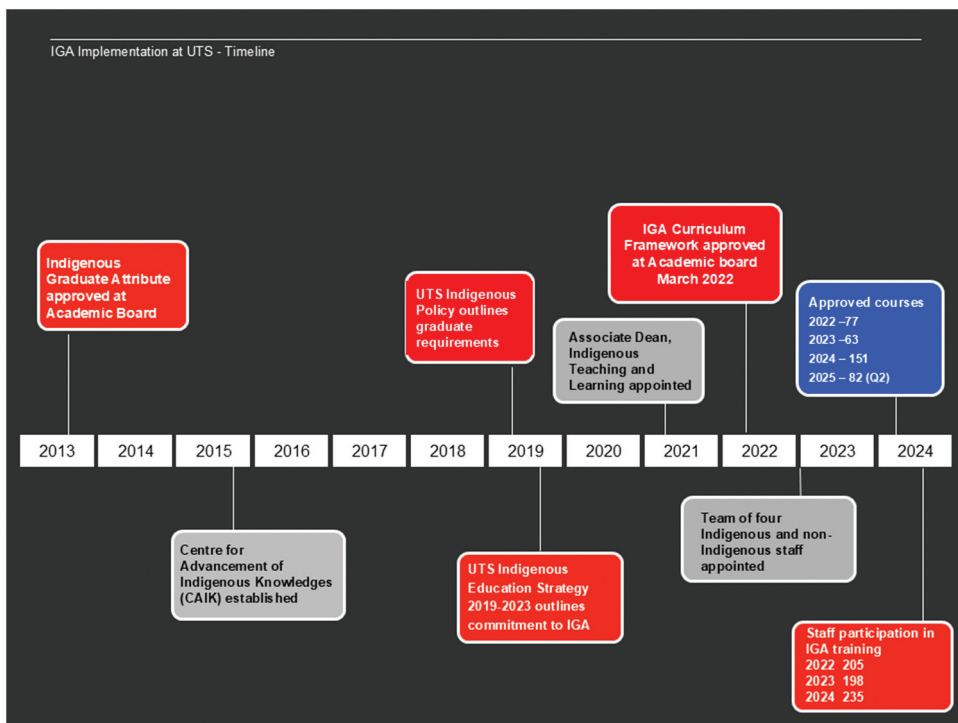 IGA Implementation at UTS - Timeline
Indigenous
Graduate Attribute
approved at
Academic Board
UTS Indigenous
Policy outlines
graduate
requirements
Associate Dean,
Indigenous
Teaching and
Learning appointed
IGA Curriculum
Framework approved
at Academic board
March 2022
Approved courses
2022 –77
2023 –63
2024 – 151
2025 – 82 (Q2)
2013 2014 2015 2016 2017 2018 2019 2020 2021 2022 2023 2024
Centre for
Advancement of
Indigenous Knowledges
(CAIK) established
UTS Indigenous
Education Strategy
2019-2023 outlines
commitment to IGA
Team of four
Indigenous and non-
Indigenous staff
appointed
Staff participation in
IGA training
2022 205
2023 198
2024 235